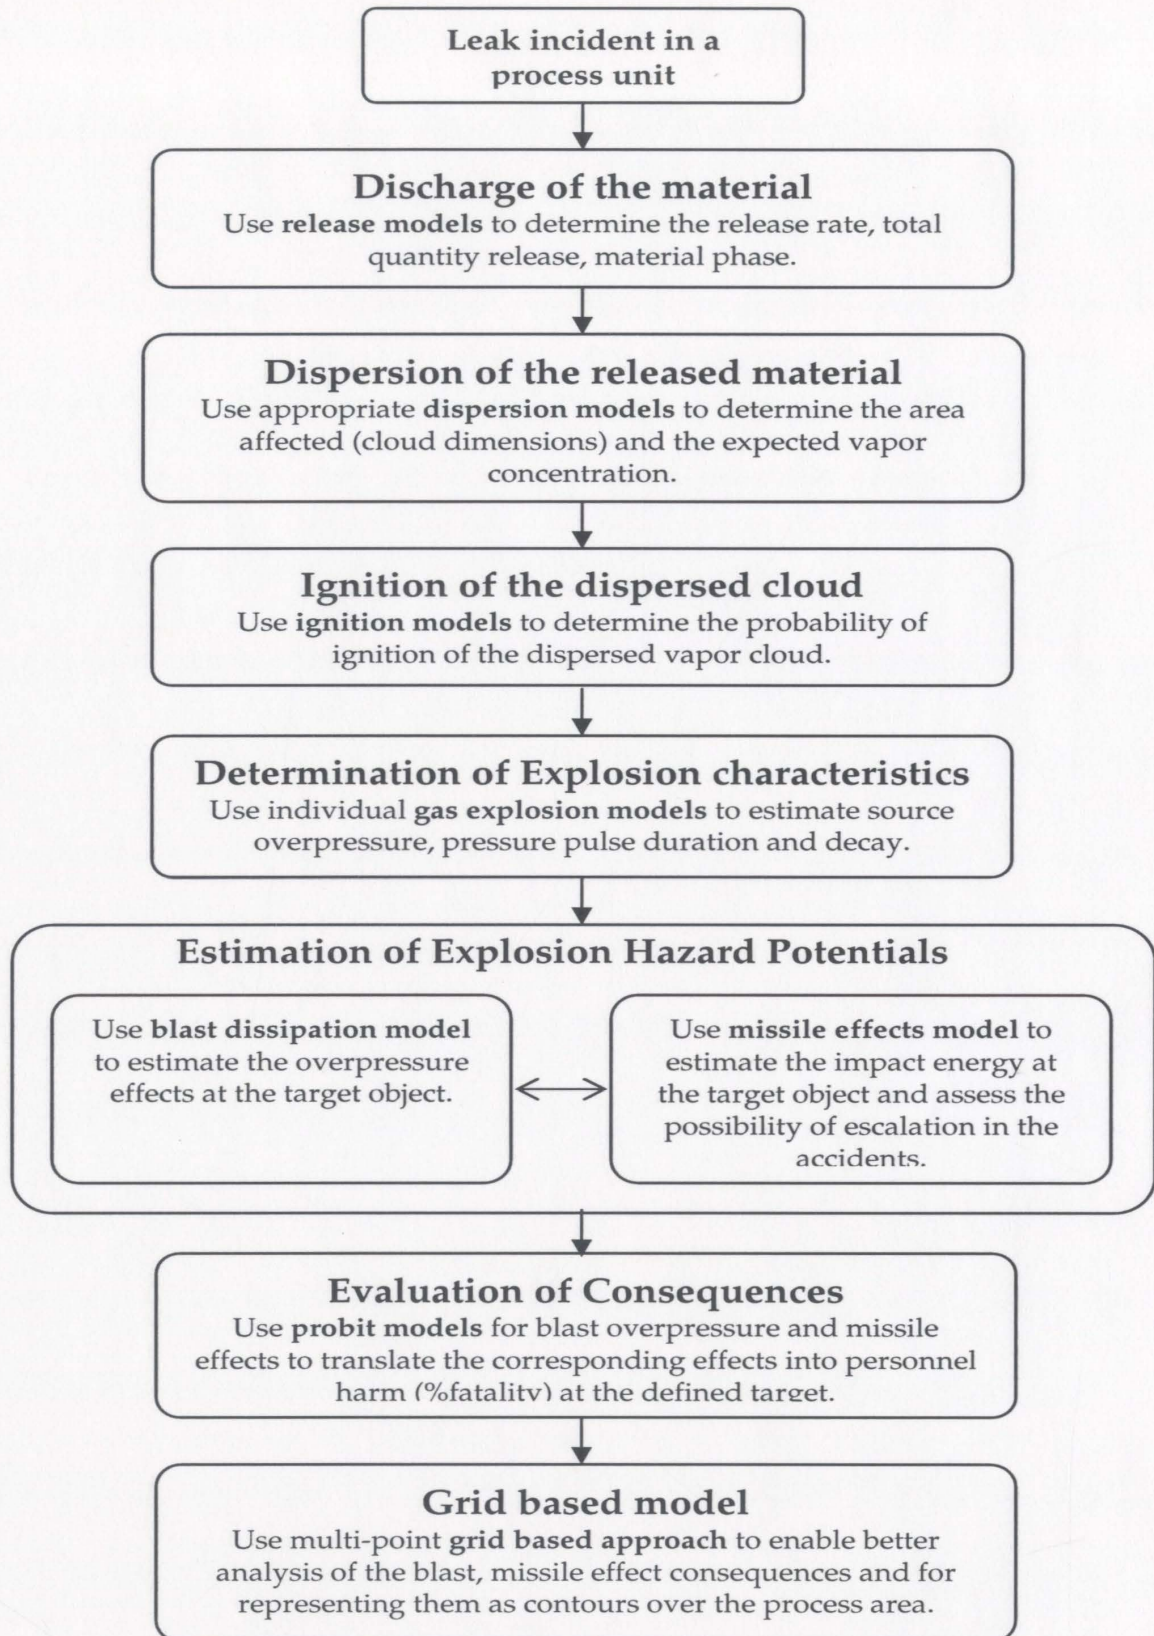 Leak incident in a
process unit
Discharge of the material
Use release models to determine the release rate, total
quantity release, material phase.
Dispersion of the released material
Use appropriate dispersion models to determine the area
affected (cloud dimensions) and the expected vapor
concentration.
Ignition of the dispersed cloud
Use ignition models to determine the probability of
ignition of the dispersed vapor cloud.
Determination of Explosion characteristics
Use individual gas explosion models to estimate source
overpressure, pressure pulse duration and decay.
Estimation of Explosion Hazard Potentials
Use blast dissipation model
to estimate the overpressure
effects at the target object.
Use missile effects model to
estimate the impact energy at
the target object and assess the
possibility of escalation in the
accidents.
Evaluation of Consequences
Use probit models for blast overpressure and missile
effects to translate the corresponding effects into personnel
harm (%fatality) at the defined target.
Grid based model
Use multi-point grid based approach to enable better
analysis of the blast, missile effect consequences and for
representing them as contours over the process area.